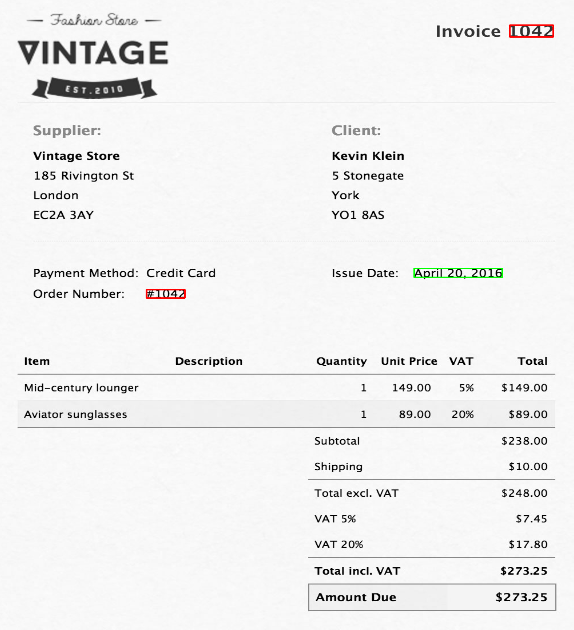 Fashion Store
VINTAGE
EST.2010
Invoice 1042
Supplier:
Vintage Store
185 Rivington St
London
EC2A 3AY
Client:
Kevin Klein
5 Stonegate
York
YO1 8AS
Payment Method: Credit Card
Order Number: #1042
Issue Date: April 20, 2016
Item Description Quantity Unit Price VAT Total
Mid-century lounger 1 149.00 5% $149.00
Aviator sunglasses 1 89.00 20% $89.00
Subtotal $238.00
Shipping $10.00
Total excl. VAT $248.00
VAT 5% $7.45
VAT 20% $17.80
Total incl. VAT $273.25
Amount Due $273.25